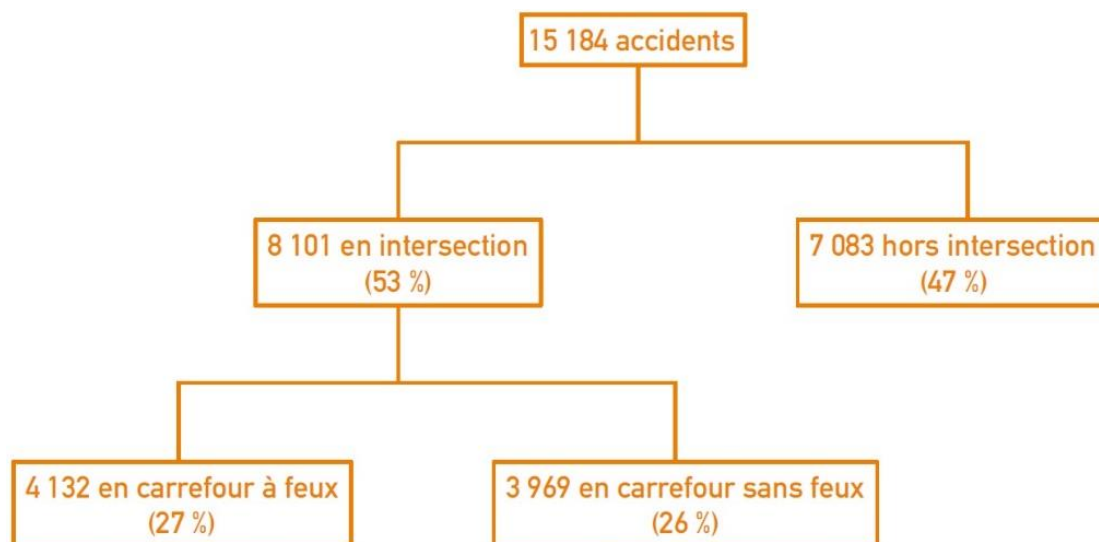 15 184 accidents
8 101 en intersection
(53 %)
7 083 hors intersection
(47 %)
4 132 en carrefour à feux
(27 %)
3 969 en carrefour sans feux
(26 %)